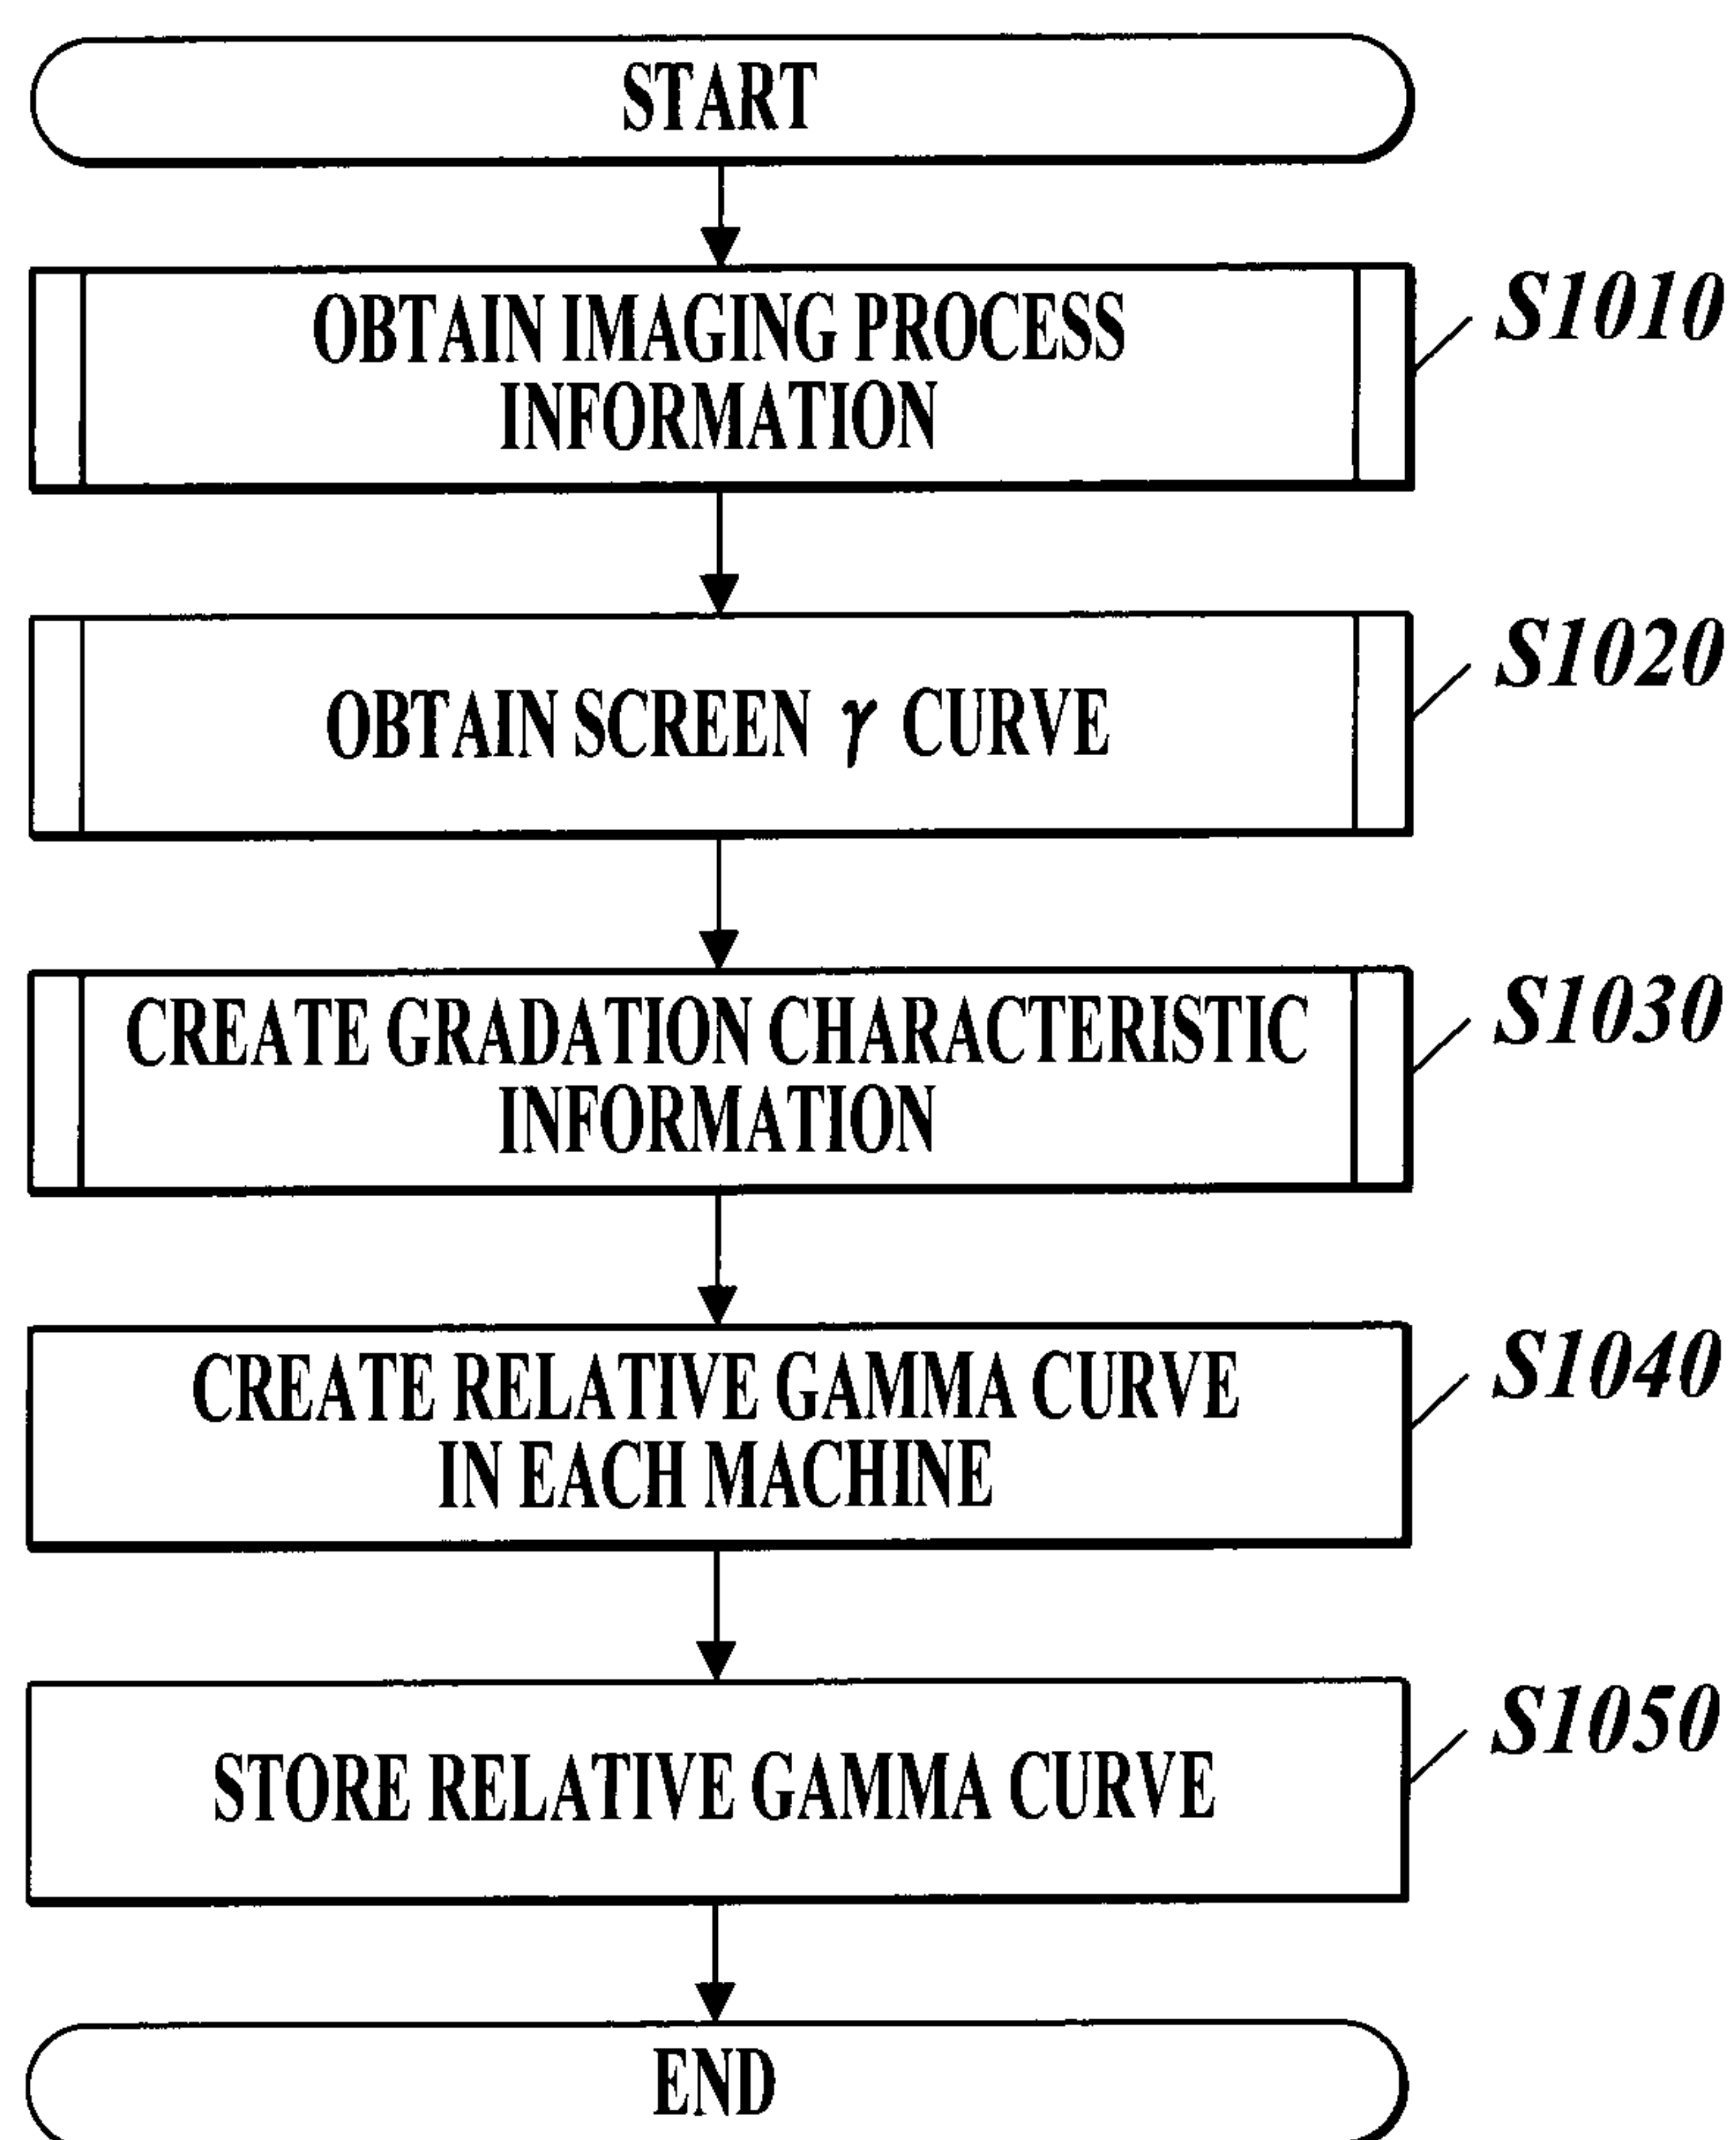 START
OBTAIN IMAGING PROCESS
INFORMATION
S1010
OBTAIN SCREEN γ CURVE
S1020
CREATE GRADATION CHARACTERISTIC
INFORMATION
S1030
CREATE RELATIVE GAMMA CURVE
IN EACH MACHINE
S1040
STORE RELATIVE GAMMA CURVE
S1050
END